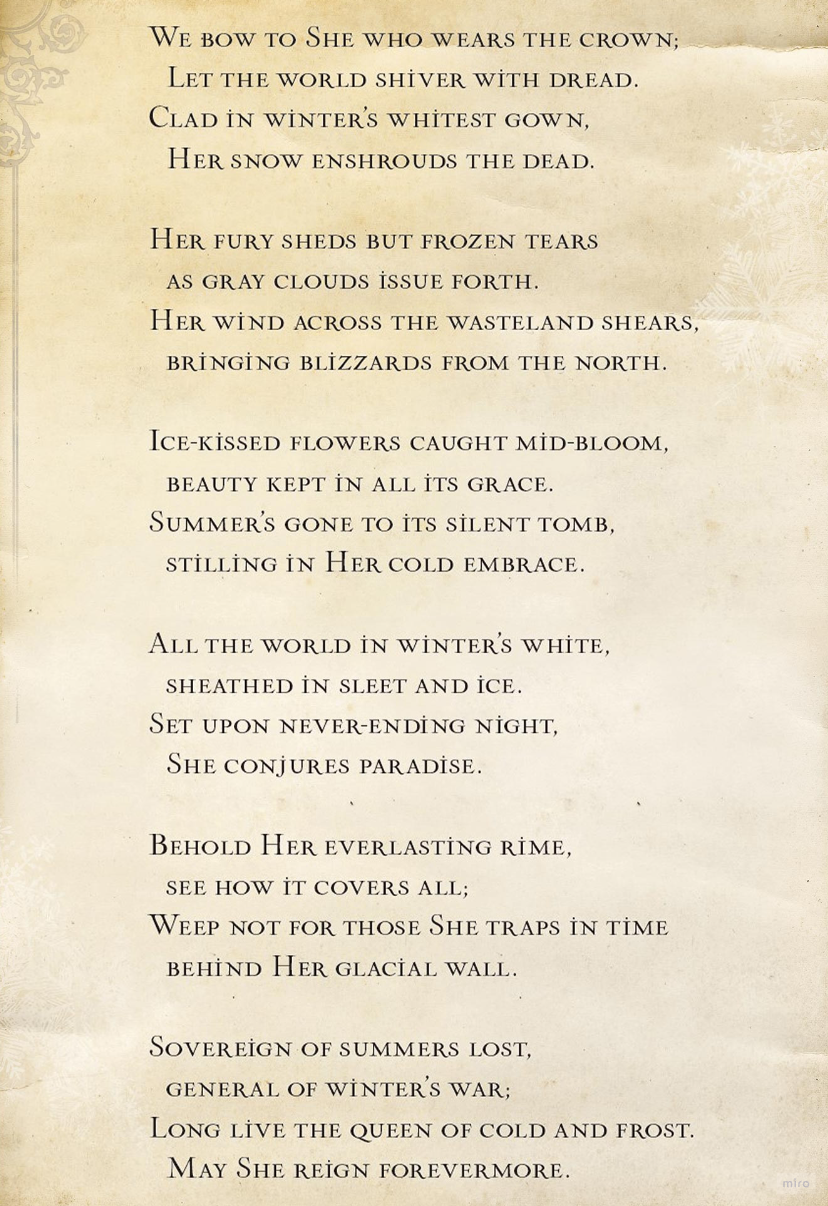 We bow to She who wears the crown;
Let the world shiver with dread.
Clad in winter's whitest gown,
Her snow enshrouds the dead.
Her fury sheds but frozen tears
as gray clouds issue forth.
Her wind across the wasteland shears,
bringing blizzards from the north.
Ice-kissed flowers caught mid-bloom,
beauty kept in all its grace.
Summer's gone to its silent tomb,
stilling in Her cold embrace.
All the world in winter's white,
sheathed in sleet and ice.
Set upon never-ending night,
She conjures paradise.
Behold Her everlasting rime,
see how it covers all;
Weep not for those She traps in time
behind Her glacial wall.
Sovereign of summers lost,
general of winter's war;
Long live the queen of cold and frost.
May She reign forevermore.
miro